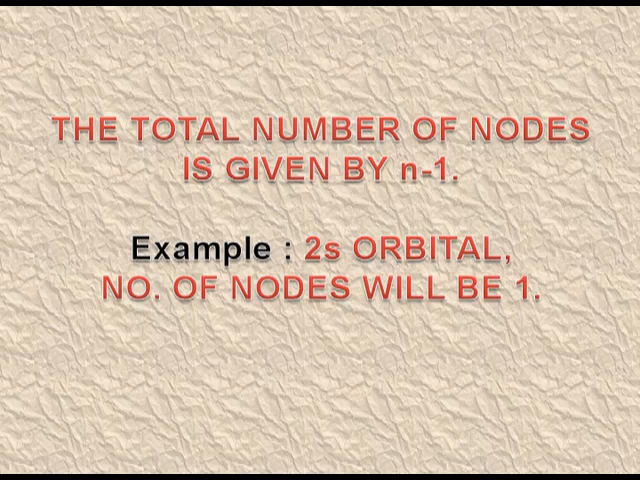 THE TOTAL NUMBER OF NODES
IS GIVEN BY n-1.
Example : 2s ORBITAL,
NO. OF NODES WILL BE 1.